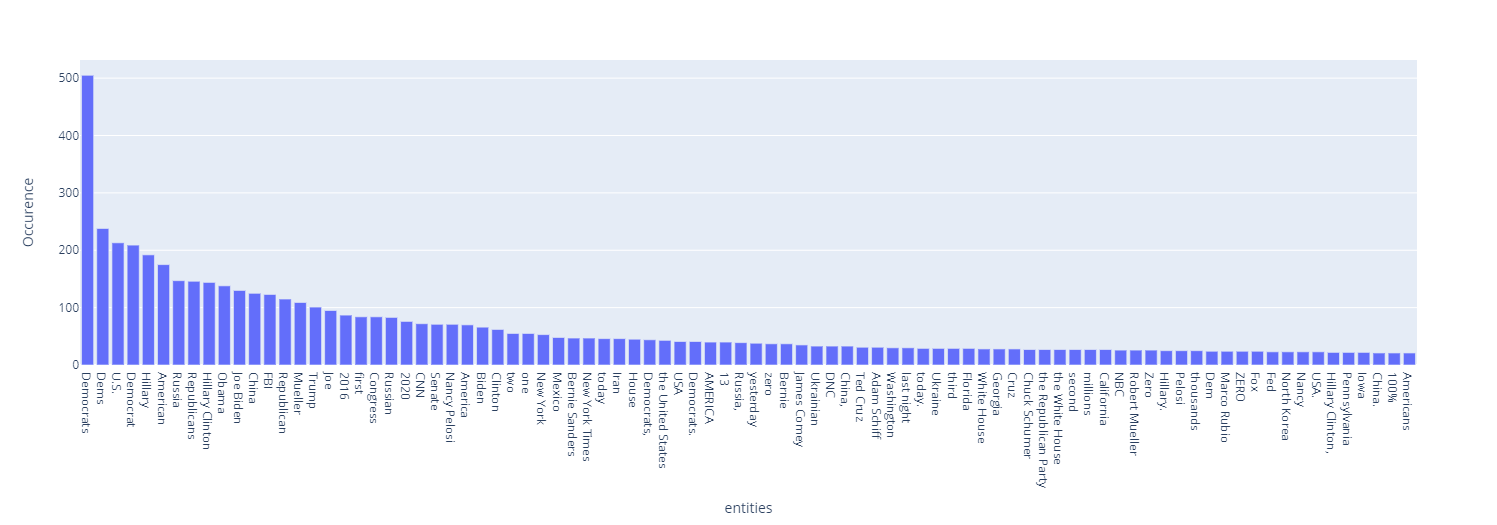 500
400
300
200
100
0
Occurence
Democrats
Dems
U.S.
Democrat
Hillary
American
Russia
Republicans
Hillary Clinton
Obama
Joe Biden
China
FBI
Republican
Mueller
Trump
Joe
2016
first
Congress
Russian
2020
CNN
Senate
Nancy Pelosi
America
Biden
Clinton
two
one
New York
Mexico
Bernie Sanders
New York Times
today
Iran
House
Democrats,
the United States
USA
Democrats.
AMERICA
13
Russia,
yesterday
zero
Bernie
James Comey
Ukrainian
DNC
China,
Ted Cruz
Adam Schiff
Washington
last night
today.
Ukraine
third
Florida
White House
Georgia
Cruz
Chuck Schumer
the Republican Party
the White House
second
millions
California
NBC
Robert Mueller
Zero
Hillary.
Pelosi
thousands
Dem
Marco Rubio
ZERO
Fox
Fed
North Korea
Nancy
USA.
Hillary Clinton,
Pennsylvania
Iowa
China.
100%
Americans
entities